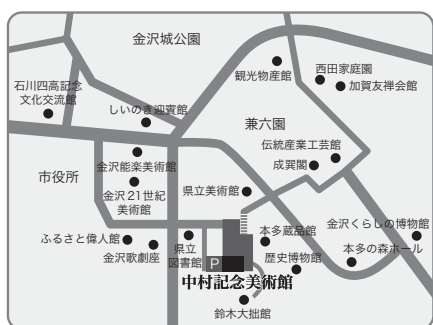 金沢城公園
観光物産館
西田家庭園
加賀友禅会館
石川四高記念
文化交流館
しいのき迎賓館
兼六園
伝統産業工芸館
成巽閣
金沢能楽美術館
市役所
金沢21世紀
美術館
県立美術館
金沢くらしの博物館
本多蔵品館
ふるさと偉人館
金沢歌劇座
県立
図書館
歴史博物館
本多の森ホール
P
中村記念美術館
鈴木大拙館